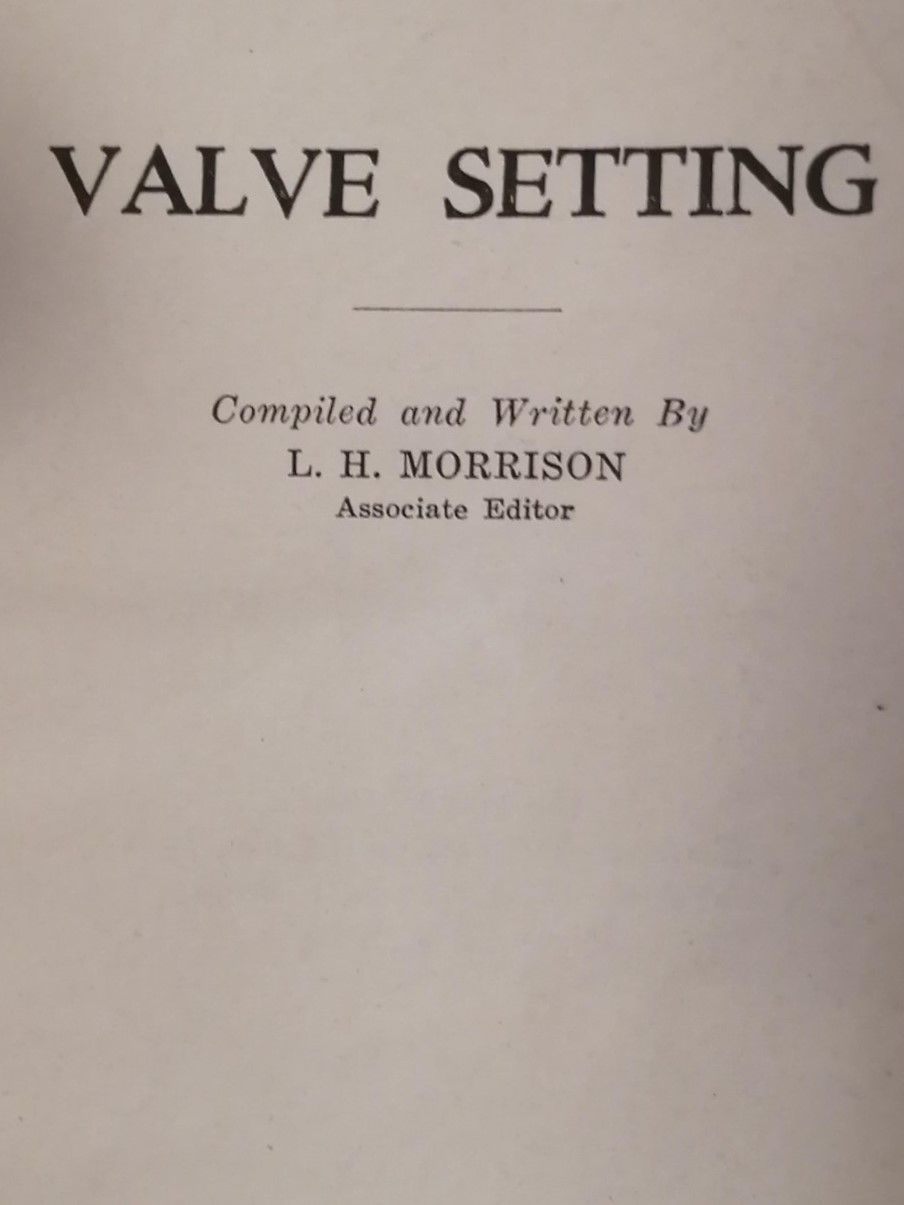 VALVE SETTING
Compiled and Written By
L. H. MORRISON
Associate Editor